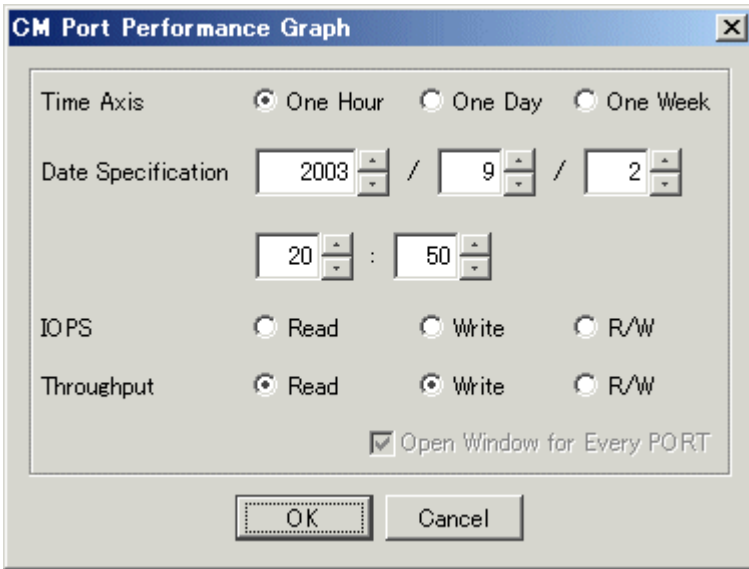 CM Port Performance Graph
Time Axis One Hour One Day One Week
Date Specification 2003 / 9 / 2
20 : 50
IOPS Read Write R/W
Throughput Read Write R/W
Open Window for Every PORT
OK Cancel